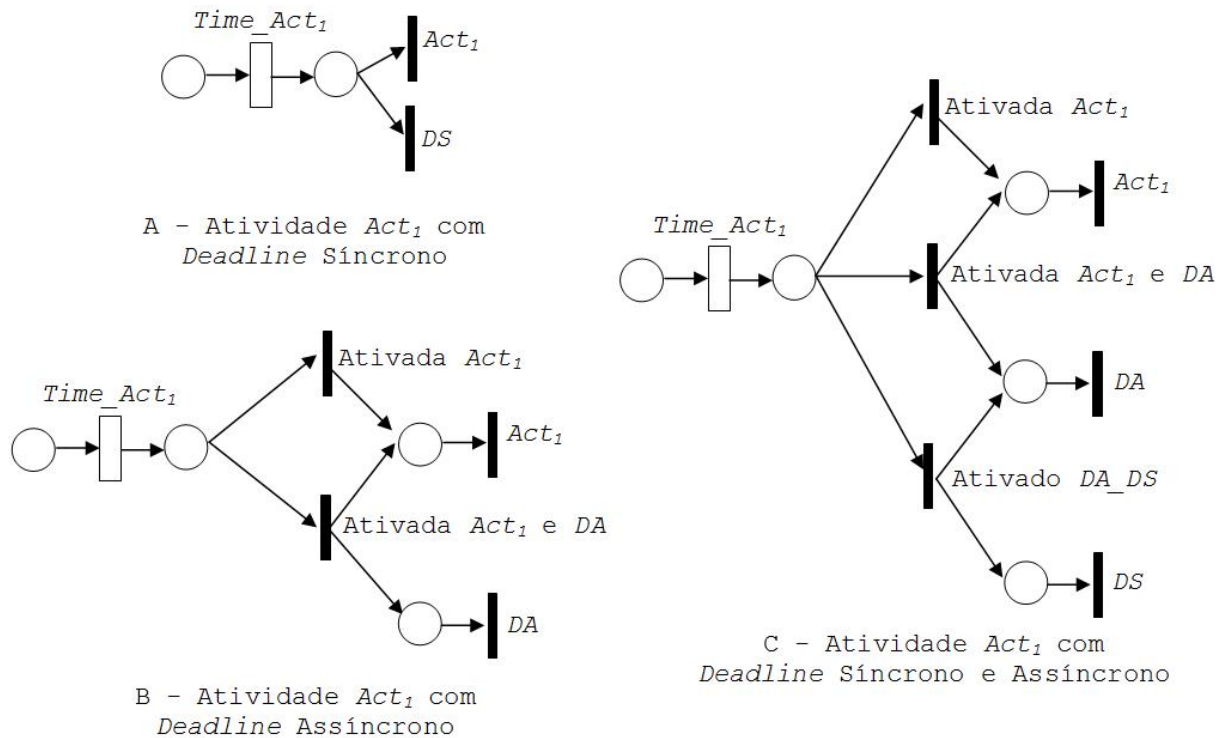 Time_Act₁
Act₁
DS
A - Atividade Act₁ com
Deadline Síncrono
Time_Act₁
Ativada Act₁
Act₁
Ativada Act₁ e DA
DA
B - Atividade Act₁ com
Deadline Assíncrono
Time_Act₁
Ativada Act₁
Act₁
Ativada Act₁ e DA
DA
Ativado DA_DS
DS
C - Atividade Act₁ com
Deadline Síncrono e Assíncrono